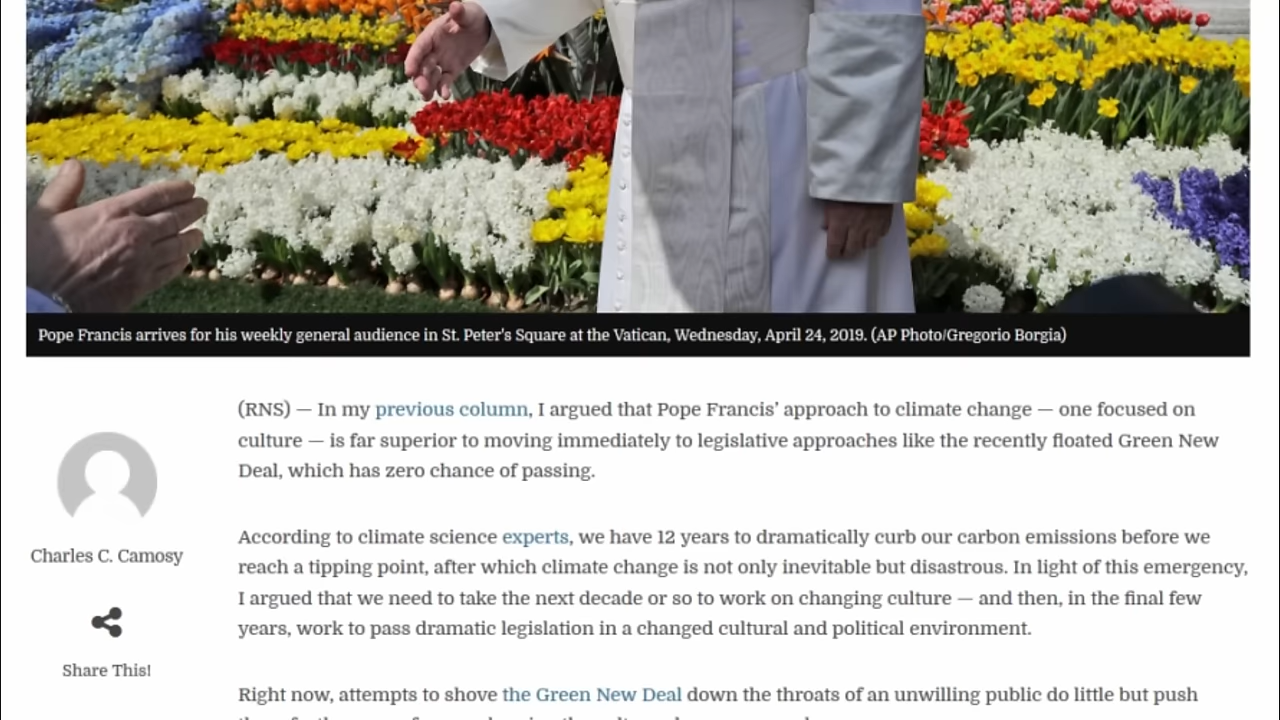 Pope Francis arrives for his weekly general audience in St. Peter's Square at the Vatican, Wednesday, April 24, 2019. (AP Photo/Gregorio Borgia)
(RNS) — In my previous column, I argued that Pope Francis’ approach to climate change — one focused on
culture — is far superior to moving immediately to legislative approaches like the recently floated Green New
Deal, which has zero chance of passing.
Charles C. Camosy
Share This!
According to climate science experts, we have 12 years to dramatically curb our carbon emissions before we
reach a tipping point, after which climate change is not only inevitable but disastrous. In light of this emergency,
I argued that we need to take the next decade or so to work on changing culture — and then, in the final few
years, work to pass dramatic legislation in a changed cultural and political environment.
Right now, attempts to shove the Green New Deal down the throats of an unwilling public do little but push